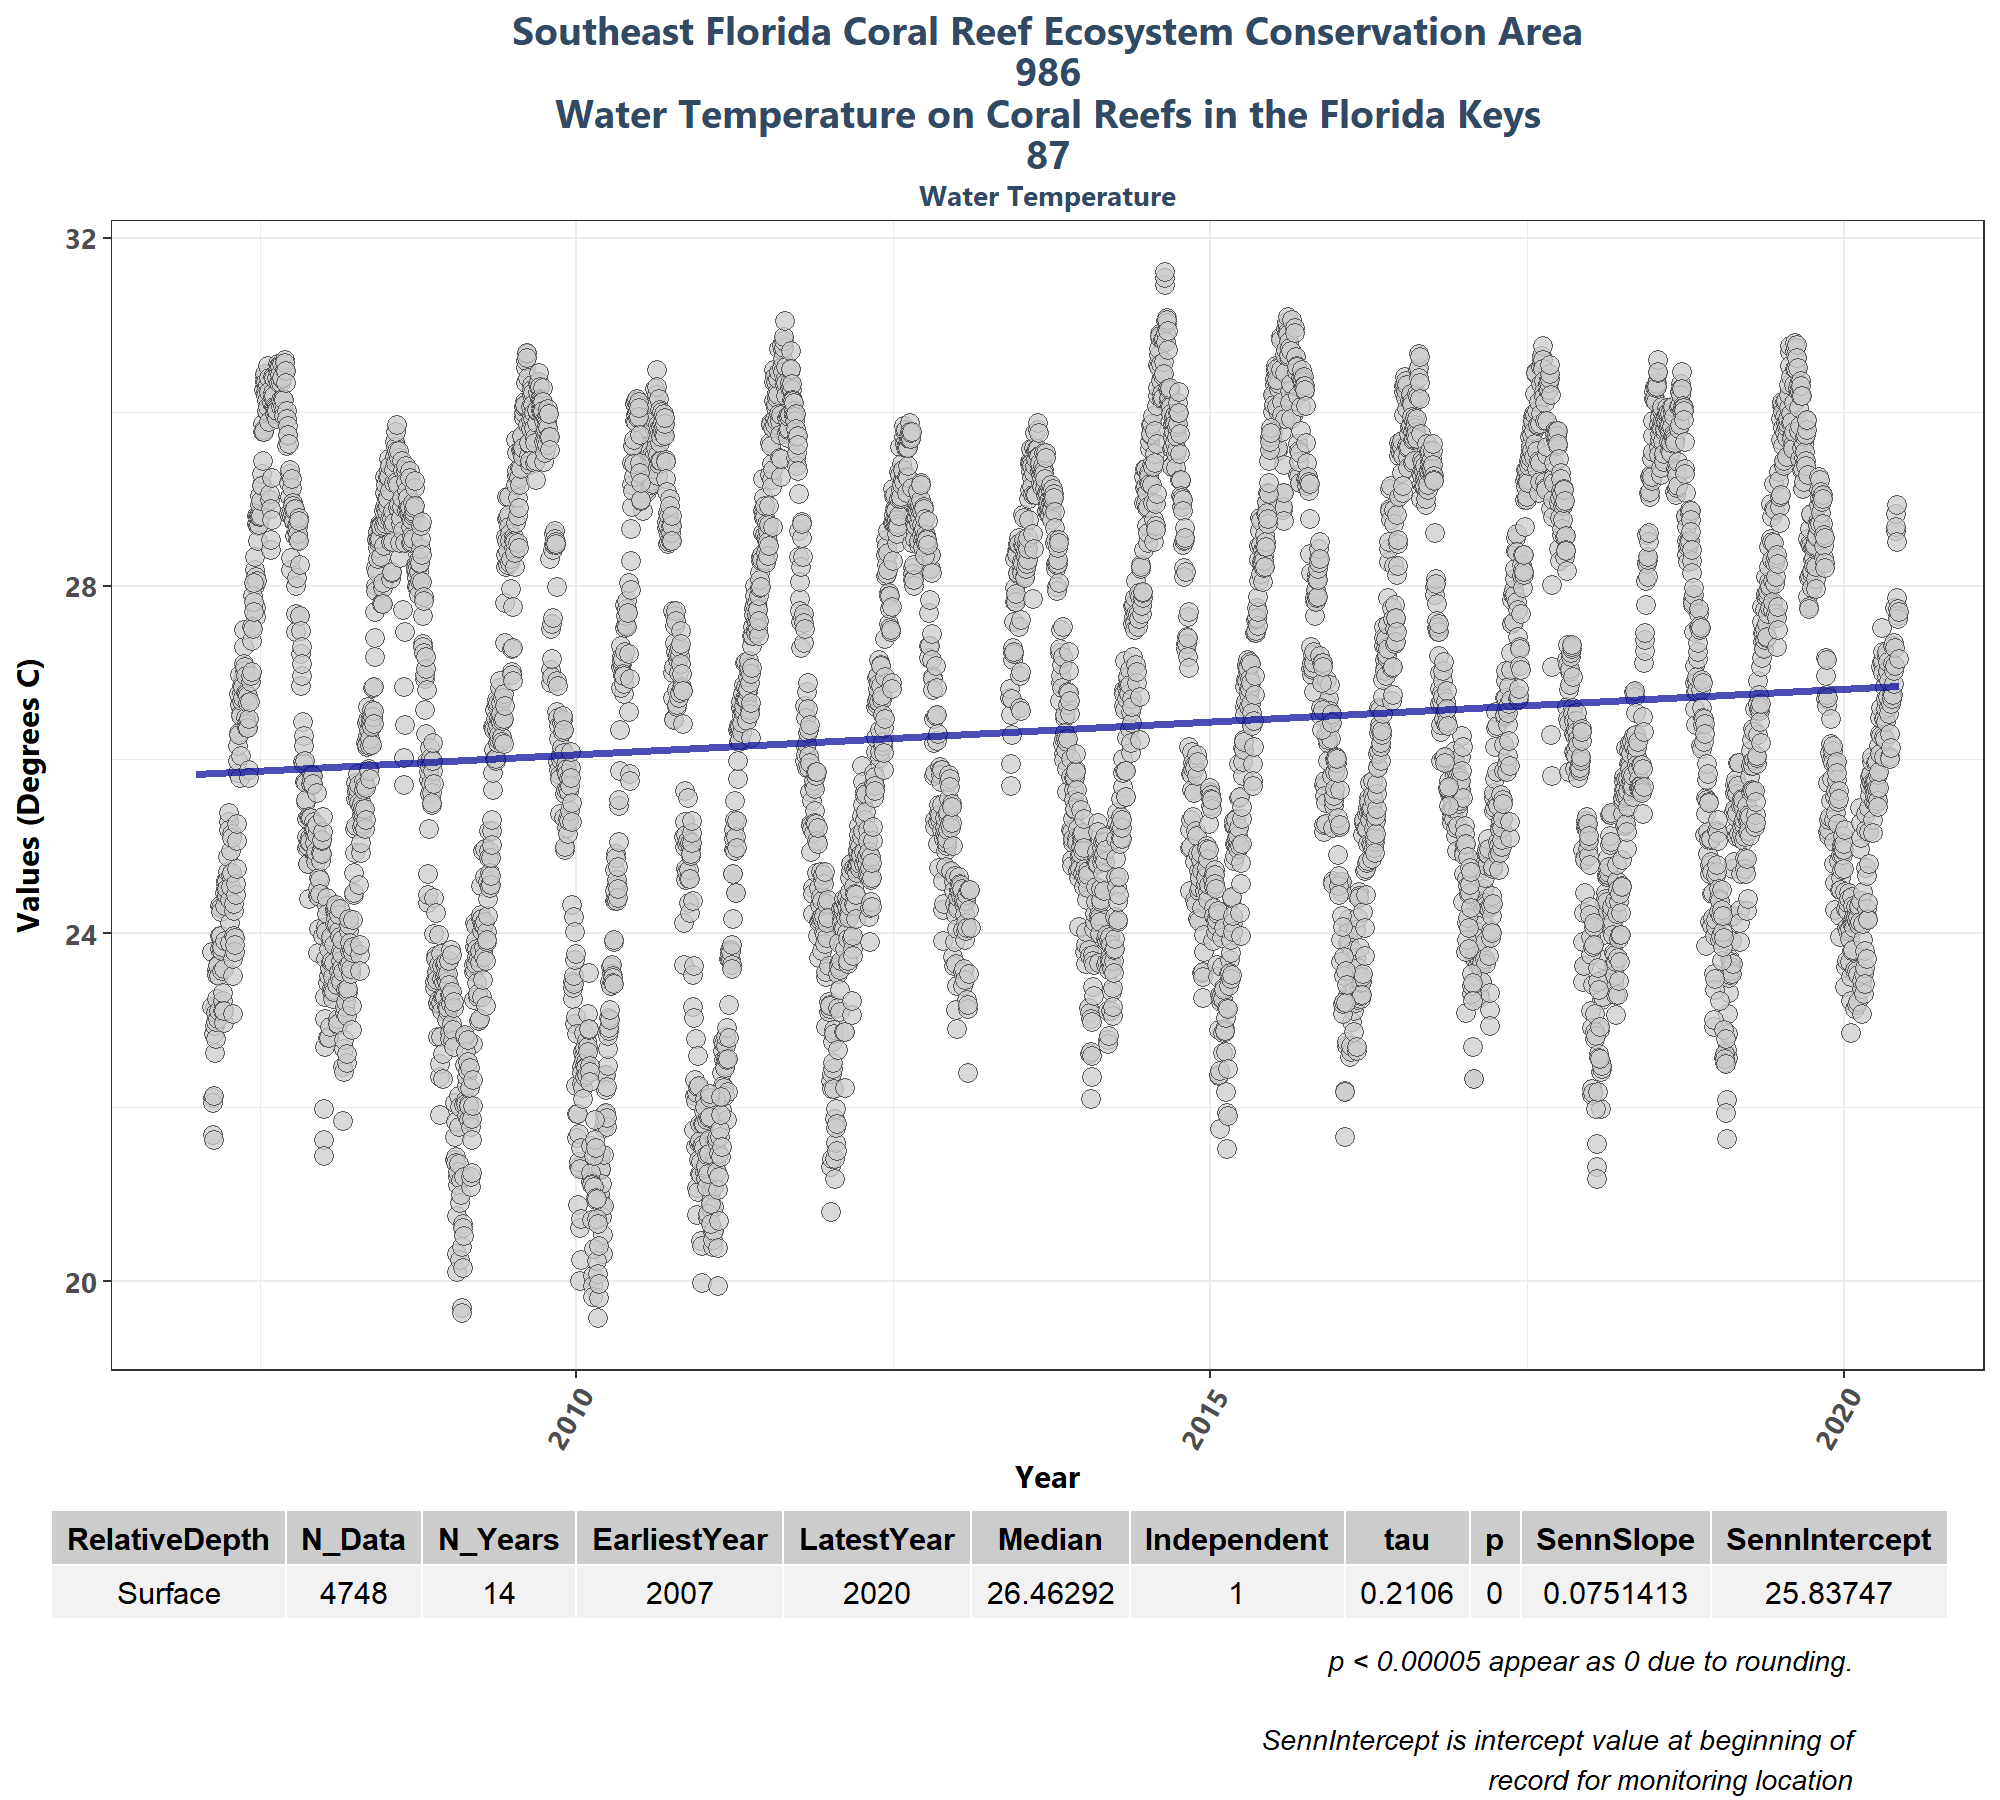 Southeast Florida Coral Reef Ecosystem Conservation Area
986
Water Temperature on Coral Reefs in the Florida Keys
87
Water Temperature
32
28
24
20
Values (Degrees C)
2010 2015 2020
Year
RelativeDepth N_Data N_Years EarliestYear LatestYear Median Independent tau p SennSlope SennIntercept
Surface 4748 14 2007 2020 26.46292 1 0.2106 0 0.0751413 25.83747
p < 0.00005 appear as 0 due to rounding.
SennIntercept is intercept value at beginning of
record for monitoring location